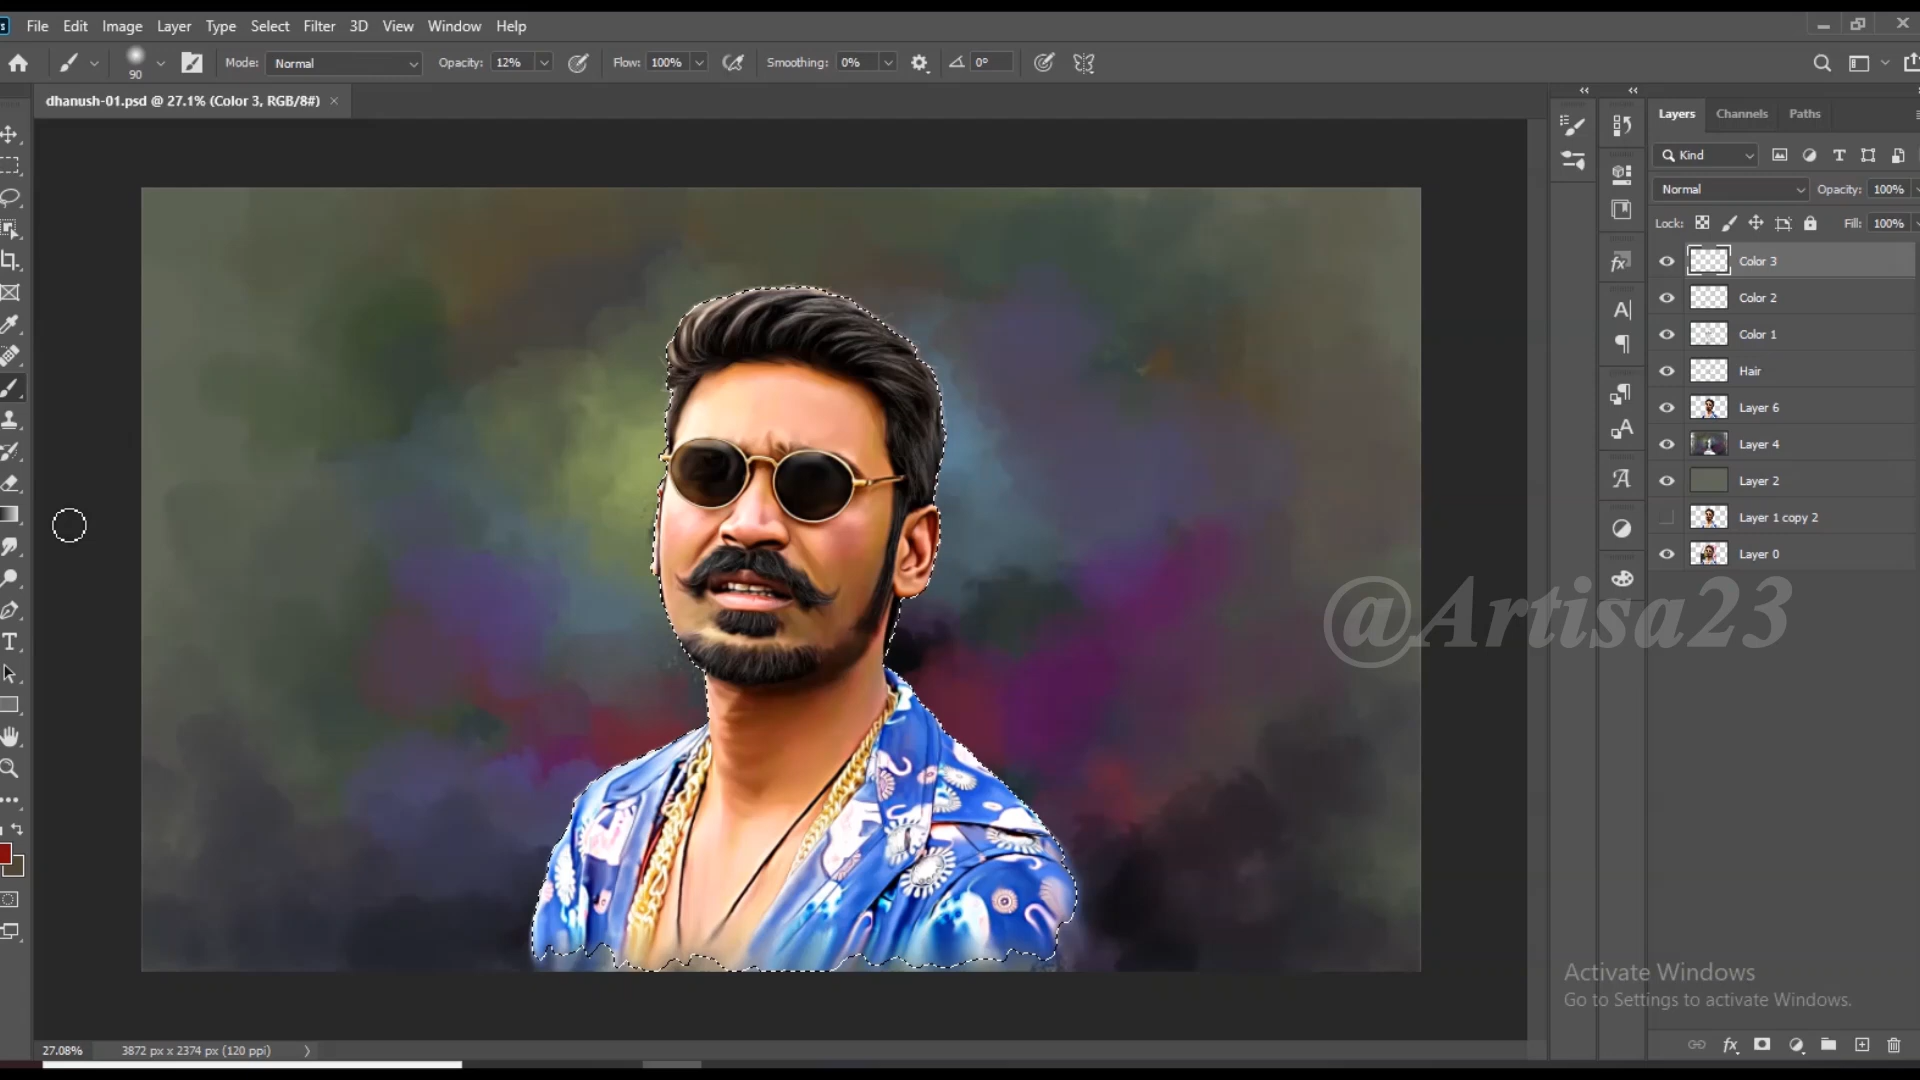 File Edit Image Layer Type Select Filter 3D View Window Help
90 Mode: Normal Opacity: 12% Flow: 100% Smoothing: 0% 0°
dhanush-01.psd @ 27.1% (Color 3, RGB/8#) ×
Layers Channels Paths
Kind
Normal Opacity: 100%
Lock: Fill: 100%
Color 3
Color 2
Color 1
Hair
Layer 6
Layer 4
Layer 2
Layer 1 copy 2
Layer 0
@Artisa23
Activate Windows
Go to Settings to activate Windows.
27.08% 3872 px x 2374 px (120 ppi)